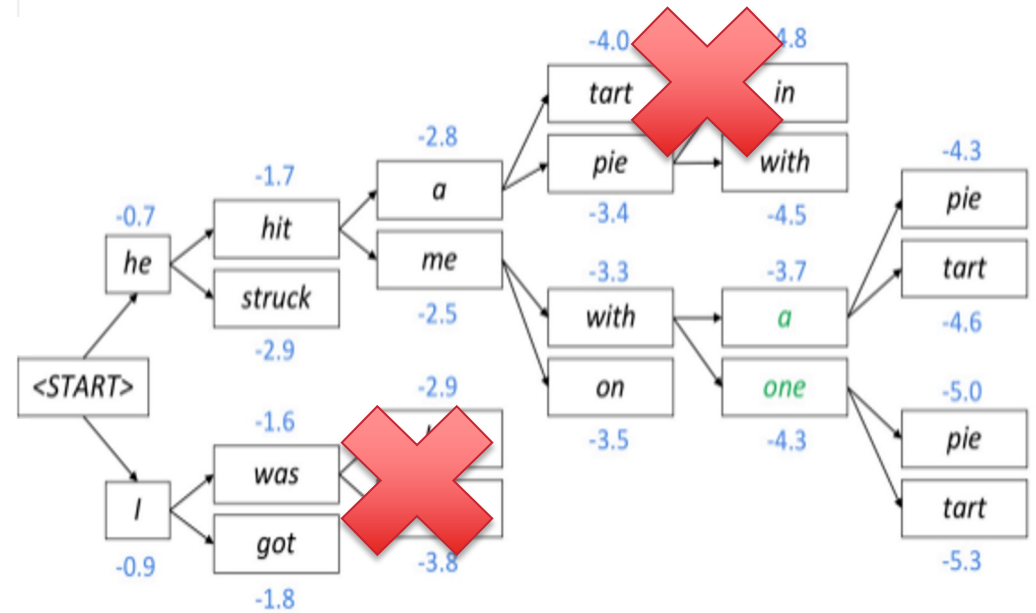 -4.0
tart
in
-2.8
a
pie
with
-4.3
pie
-1.7
hit
-3.4
-4.5
-0.7
he
me
-3.3
-3.7
tart
struck
-2.5
with
a
-4.6
-2.9
<START>
-2.9
on
one
-5.0
-1.6
-3.5
-4.3
pie
was
I
tart
got
-0.9
-3.8
-5.3
-1.8